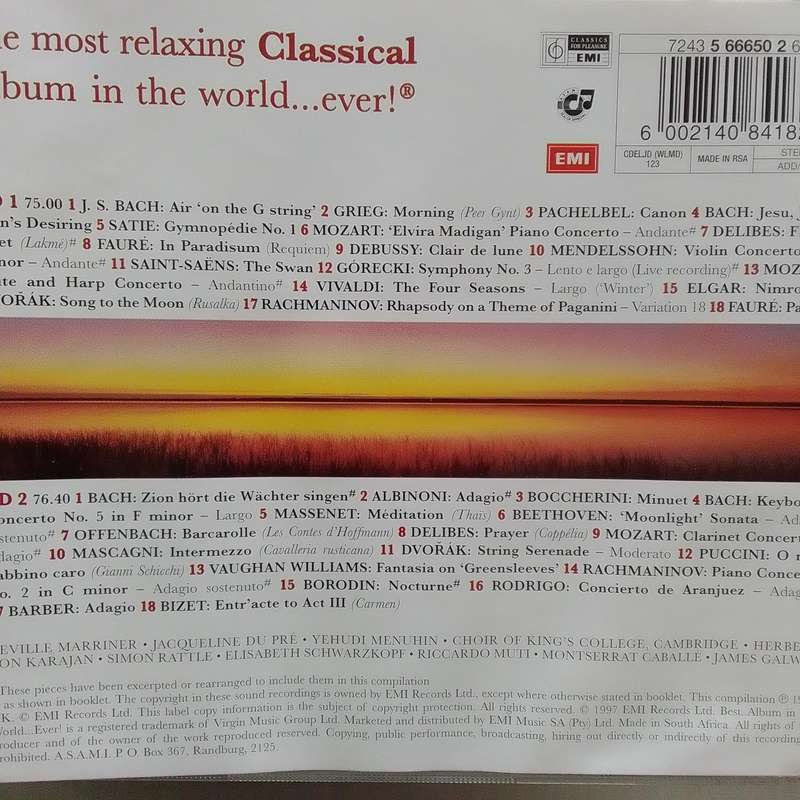 e most relaxing Classical
lbum in the world...ever!®
CLASSICS
FOR PLEASURE
EMI
EMI
7243 5 66650 2 6
6 002140 84182
CDELJD (WLMD)
123
MADE IN RSA
STE
ADD/
D 1 75.00 1 J. S. BACH: Air ‘on the G string’ 2 GRIEG: Morning (Peer Gynt) 3 PACHELBEL: Canon 4 BACH: Jesu, J
n's Desiring 5 SATIE: Gymnopédie No. 1 6 MOZART: ‘Elvira Madigan’ Piano Concerto – Andante# 7 DELIBES: F
et (Lakmé)# 8 FAURÉ: In Paradisum (Requiem) 9 DEBUSSY: Clair de lune 10 MENDELSSOHN: Violin Concerto
inor – Andante# 11 SAINT-SAËNS: The Swan 12 GÓRECKI: Symphony No. 3 – Lento e largo (Live recording)# 13 MOZ
ute and Harp Concerto – Andantino# 14 VIVALDI: The Four Seasons – Largo (‘Winter’) 15 ELGAR: Nimro
VOŘÁK: Song to the Moon (Rusalka) 17 RACHMANINOV: Rhapsody on a Theme of Paganini – Variation 18 18 FAURÉ: Pa
D 2 76.40 1 BACH: Zion hört die Wächter singen# 2 ALBINONI: Adagio# 3 BOCCHERINI: Minuet 4 BACH: Keybo
oncerto No. 5 in F minor – Largo 5 MASSENET: Méditation (Thaïs) 6 BEETHOVEN: ‘Moonlight’ Sonata – Ad
ostenuto# 7 OFFENBACH: Barcarolle (Les Contes d'Hoffmann) 8 DELIBES: Prayer (Coppélia) 9 MOZART: Clarinet Concert
dagio# 10 MASCAGNI: Intermezzo (Cavalleria rusticana) 11 DVOŘÁK: String Serenade – Moderato 12 PUCCINI: O m
abbino caro (Gianni Schicchi) 13 VAUGHAN WILLIAMS: Fantasia on ‘Greensleeves’ 14 RACHMANINOV: Piano Conce
o. 2 in C minor – Adagio sostenuto# 15 BORODIN: Nocturne# 16 RODRIGO: Concierto de Aranjuez – Adag
7 BARBER: Adagio 18 BIZET: Entr'acte to Act III (Carmen)
EVILLE MARRINER • JACQUELINE DU PRÉ • YEHUDI MENUHIN • CHOIR OF KING'S COLLEGE, CAMBRIDGE • HERBE
ON KARAJAN • SIMON RATTLE • ELISABETH SCHWARZKOPF • RICCARDO MUTI • MONTSERRAT CABALLÉ • JAMES GALW
These pieces have been excerpted or rearranged to include them in this compilation
as shown in booklet. The copyright in these sound recordings is owned by EMI Records Ltd., except where otherwise stated in booklet. This compilation ℗ 19
K. © EMI Records Ltd. This label copy information is the subject of copyright protection. All rights reserved. © 1997 EMI Records Ltd. Best. Album in
World...Ever! is a registered trademark of Virgin Music Group Ltd. Marketed and distributed by EMI Music SA (Pty) Ltd. Made in South Africa. All rights of
roducer and of the owner of the work reproduced reserved. Copying, public performance, broadcasting, hiring out directly or indirectly of this recording
rohibited. A.S.A.M.I. P O Box 367, Randburg, 2125.